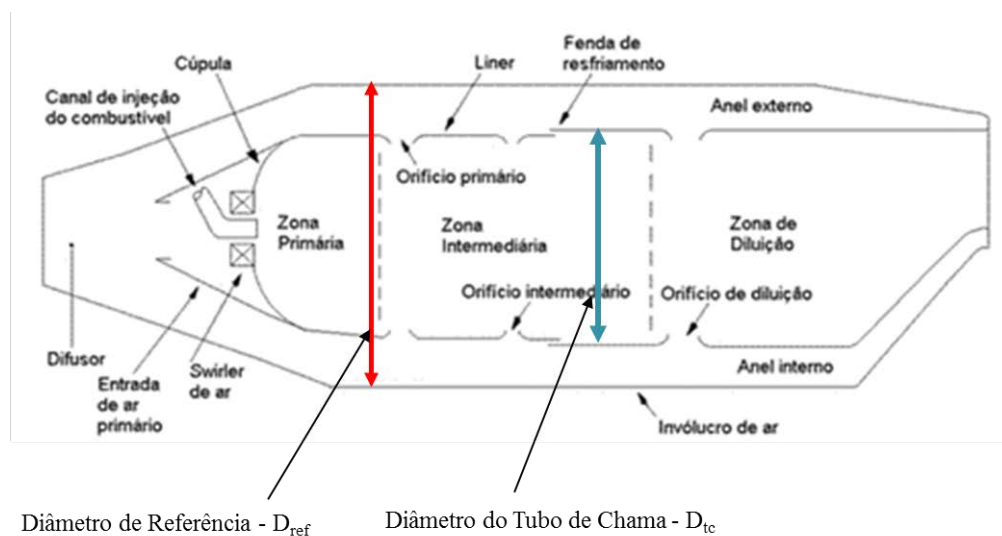 Fenda de
resfriamento
Liner
Cúpula
Canal de injeção
do combustível
Anel externo
Orifício primário
Zona
Primária
Zona
Intermediária
Zona de
Diluição
Orifício intermediário
Orifício de diluição
Difusor
Entrada
de ar
primário
Swirler
de ar
Anel interno
Invólucro de ar
Diâmetro de Referência - Dref
Diâmetro do Tubo de Chama - Dtc